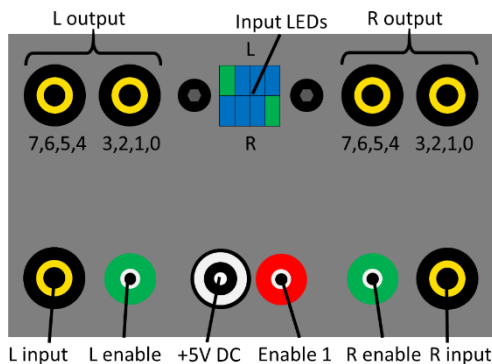 L output
Input LEDs
R output
L
7,6,5,4
3,2,1,0
R
7,6,5,4
3,2,1,0
L input
L enable
+5V DC
Enable 1
R enable
R input